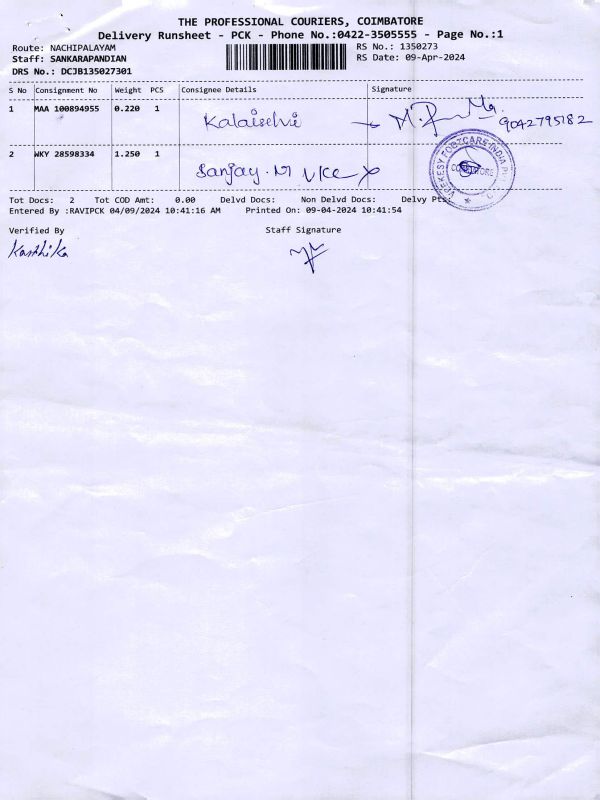 THE PROFESSIONAL COURIERS, COIMBATORE
Delivery Runsheet - PCK - Phone No.:0422-3505555 - Page No.:1
Route: NACHIPALAYAM
RS No.: 1350273
Staff: SANKARAPANDIAN
RS Date: 09-Apr-2024
DRS No.: DCJB135027301
S No Consignment No Weight PCS Consignee Details Signature
1 MAA 100894955 0.220 1
Kalaiselvi
9042795182
2 WKY 28598334 1.250 1
Sanjay. M VKC
Tot Docs: 2 Tot COD Amt: 0.00 Delvd Docs: Non Delvd Docs: Delvy Pts:
Entered By :RAVIPCK 04/09/2024 10:41:16 AM Printed On: 09-04-2024 10:41:54
Verified By Staff Signature
Karthika